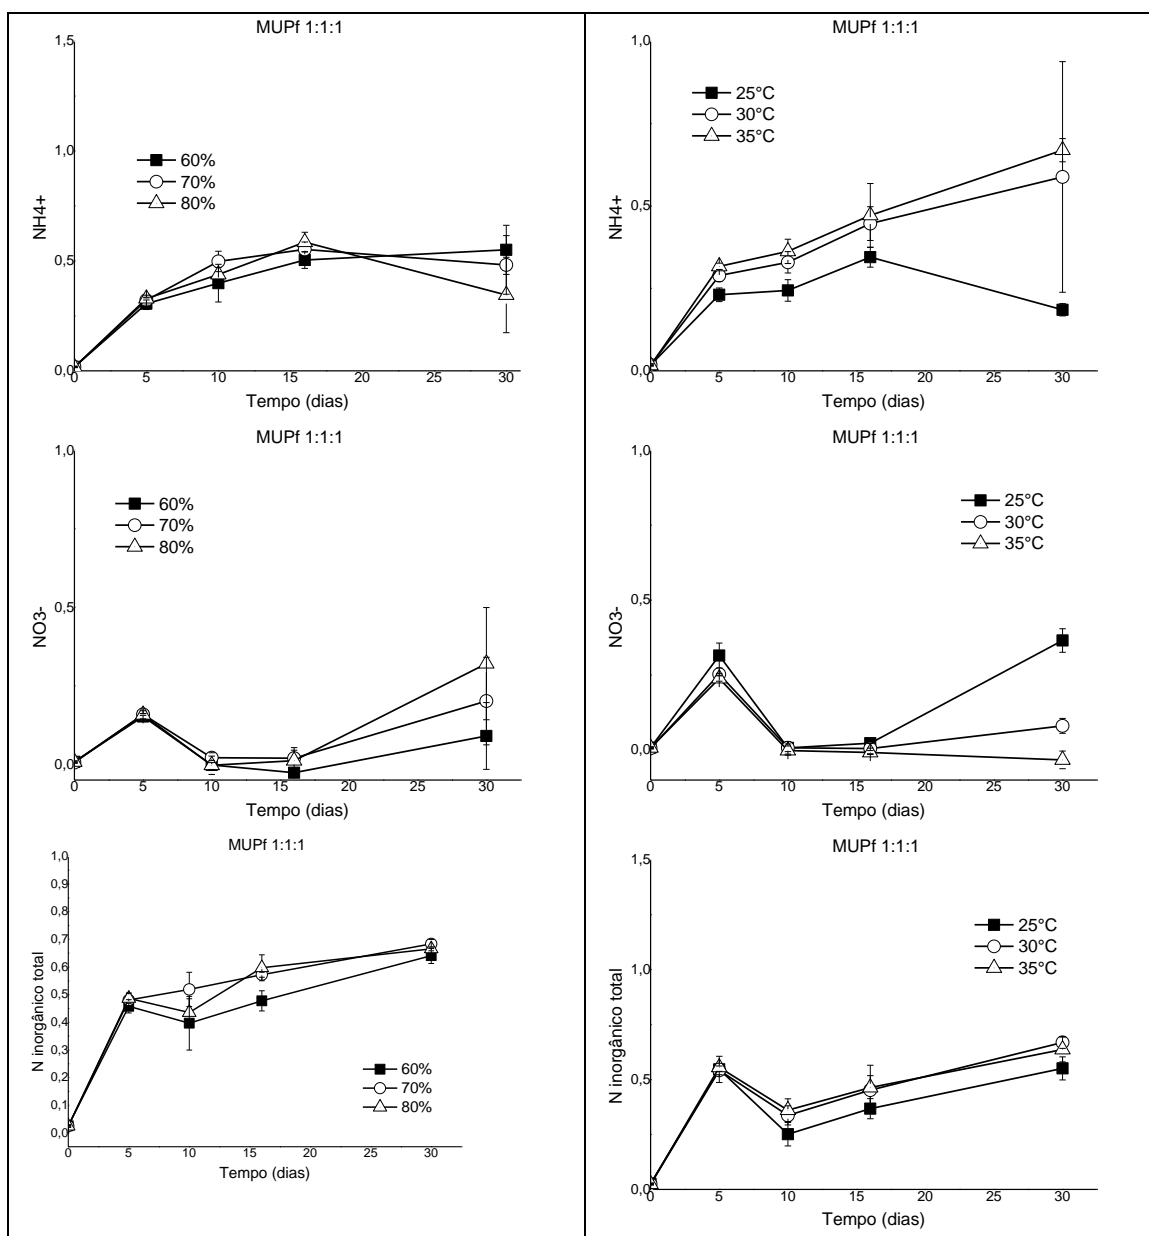 MUPf 1:1:1
1,5
1,0
0,5
0,0
NH4+
60%
70%
80%
0 5 10 15 20 25 30
Tempo (dias)
MUPf 1:1:1
1,0
0,5
0,0
NH4+
25°C
30°C
35°C
0 5 10 15 20 25 30
Tempo (dias)
MUPf 1:1:1
1,0
0,5
0,0
NO3-
60%
70%
80%
0 5 10 15 20 25 30
Tempo (dias)
MUPf 1:1:1
1,0
0,5
0,0
NO3-
25°C
30°C
35°C
0 5 10 15 20 25 30
Tempo (dias)
MUPf 1:1:1
1,0
0,9
0,8
0,7
0,6
0,5
0,4
0,3
0,2
0,1
0,0
N inorgânico total
60%
70%
80%
0 5 10 15 20 25 30
Tempo (dias)
MUPf 1:1:1
1,5
1,0
0,5
0,0
N inorgânico total
25°C
30°C
35°C
0 5 10 15 20 25 30
Tempo (dias)